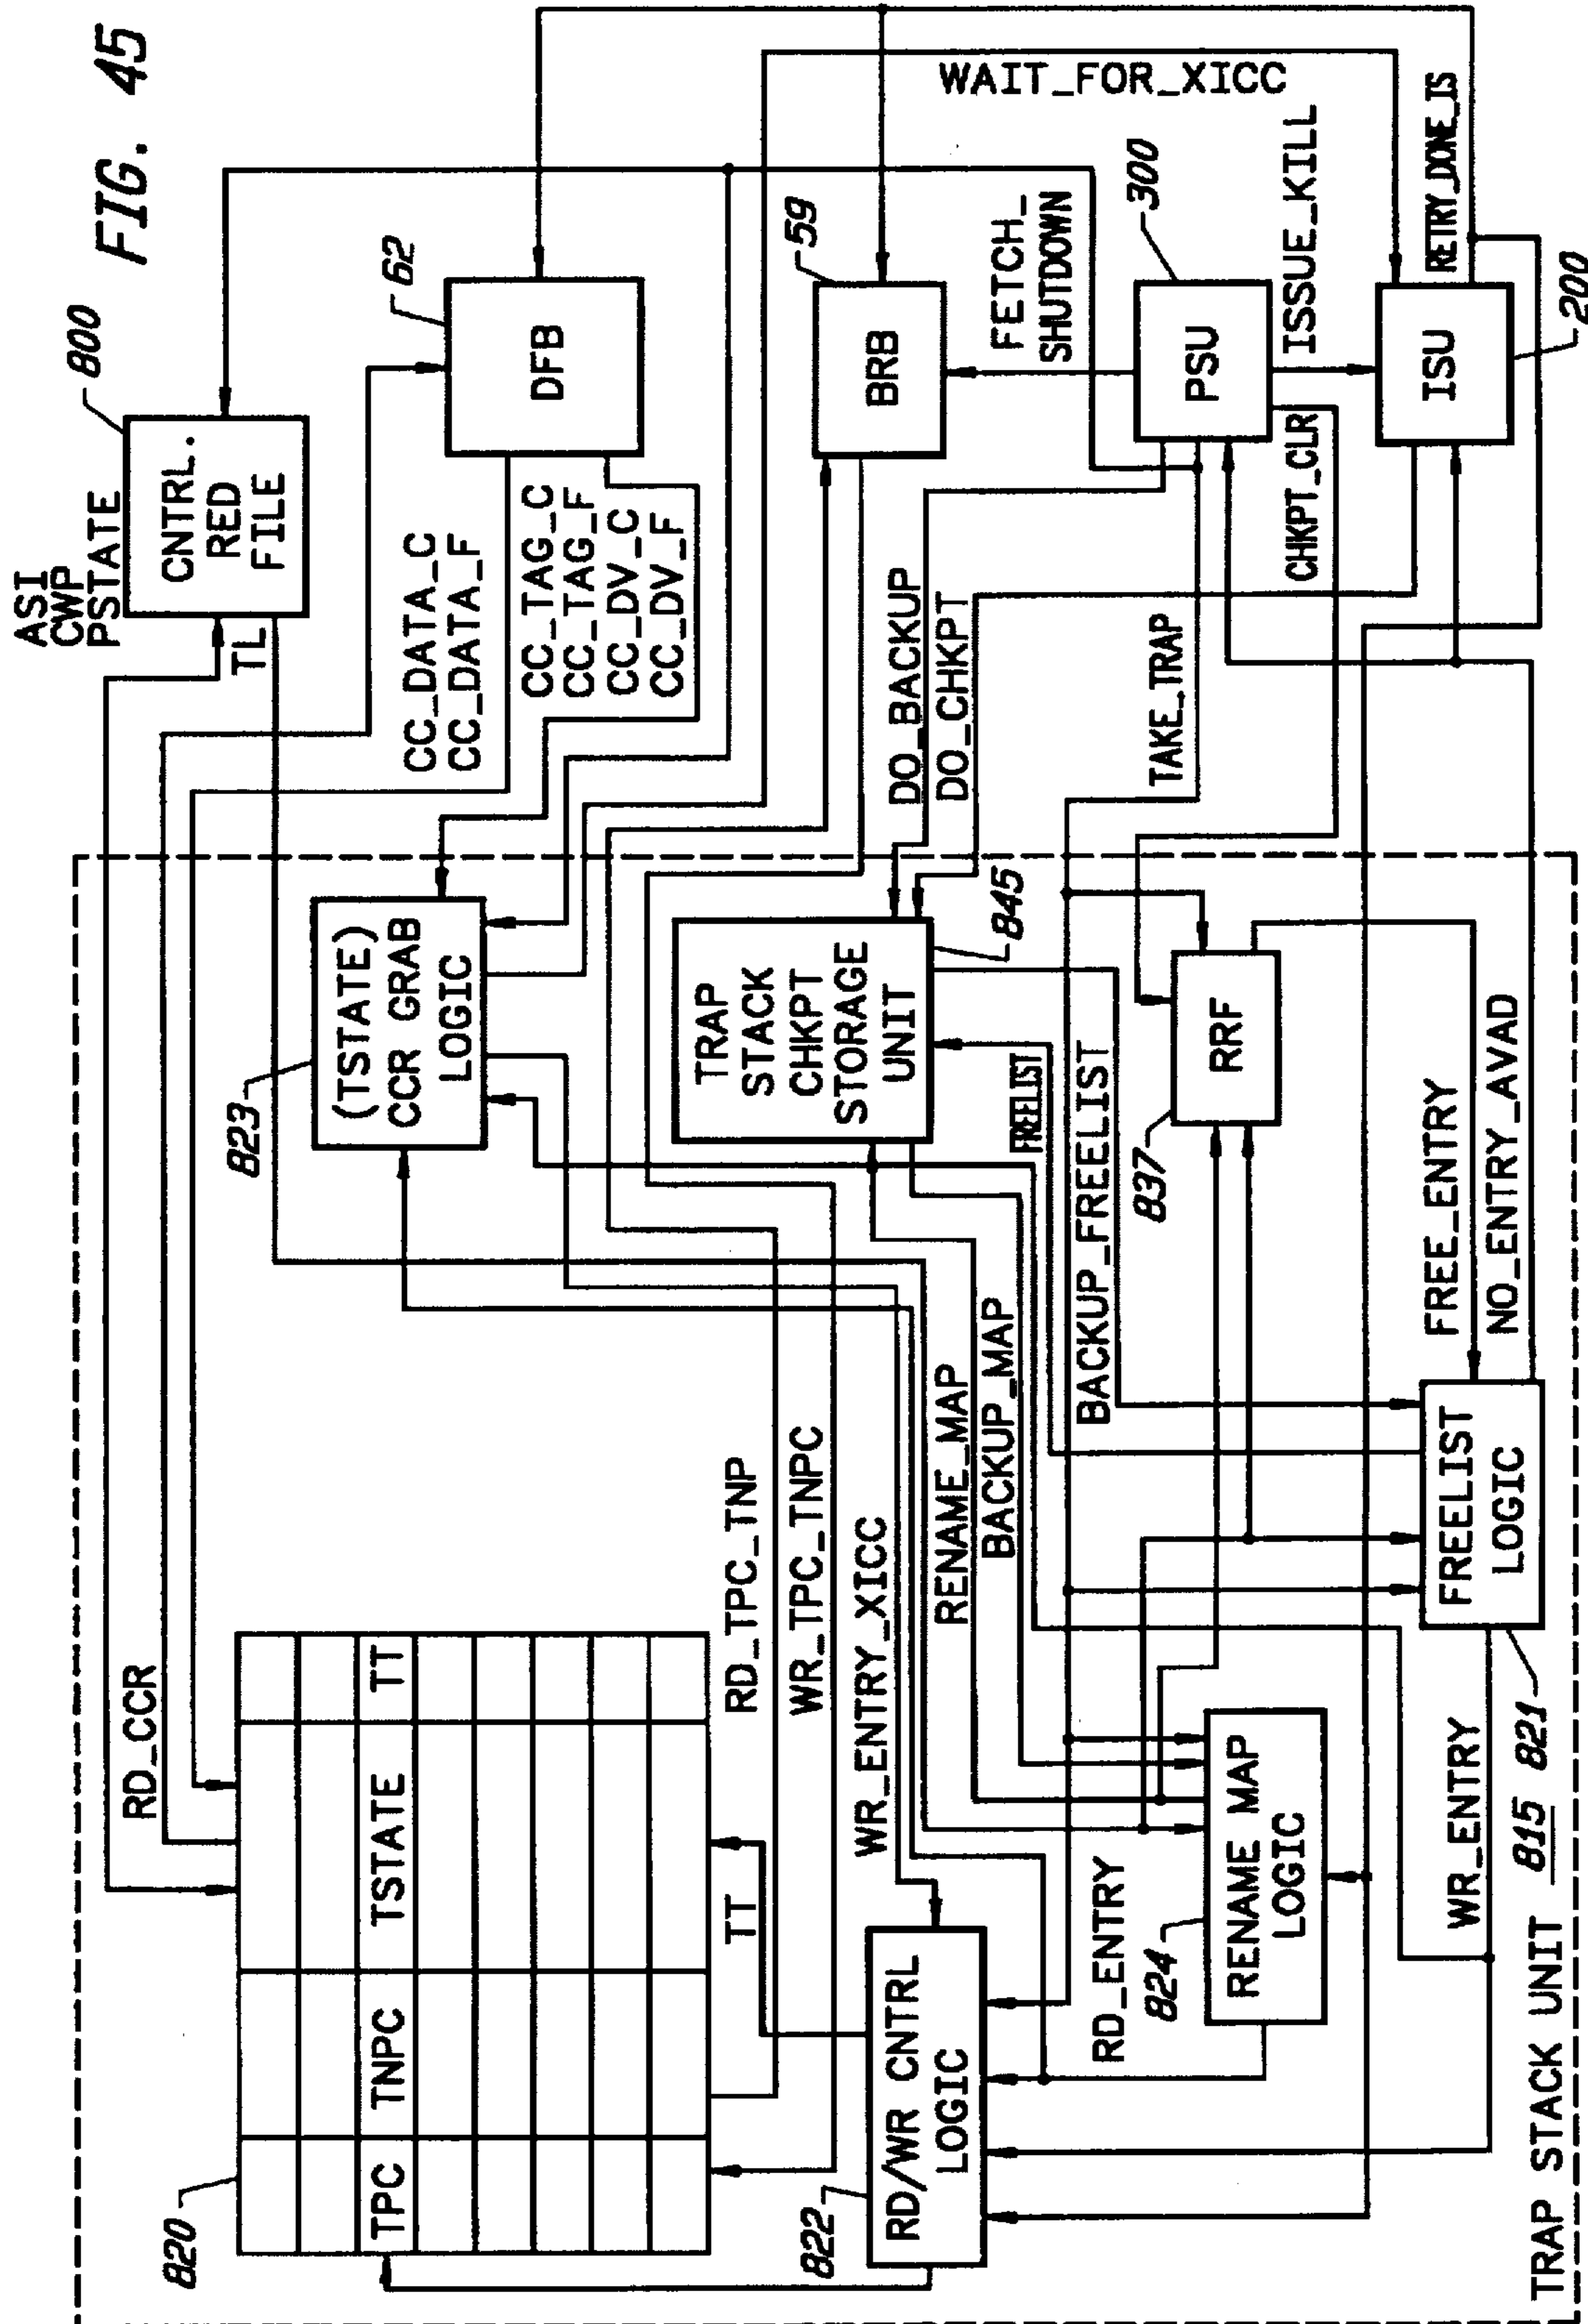 FIG. 45
ASI
CWP
PSTATE
800
CNTRL.
RED
FILE
TL
62
DFB
CC_DATA_C
CC_DATA_F
CC_TAG_C
CC_TAG_F
CC_DV_C
CC_DV_F
59
BRB
WAIT_FOR_XICC
FETCH_
SHUTDOWN
300
PSU
ISSUE_KILL
RETRY_DONE_IS
ISU
200
CHKPT_CLR
DO_BACKUP
DO_CHKPT
TAKE_TRAP
823
(TSTATE)
CCR GRAB
LOGIC
TRAP
STACK
CHKPT
STORAGE
UNIT
845
FREELIST
BACKUP_FREELIST
837
RRF
FREE_ENTRY
NO_ENTRY_AVAD
RD_CCR
820
TPC
TNPC
TSTATE
TT
RD_TPC_TNP
WR_TPC_TNPC
WR_ENTRY_XICC
RENAME_MAP
BACKUP_MAP
TT
822
RD/WR CNTRL
LOGIC
RD_ENTRY
824
RENAME MAP
LOGIC
FREELIST
LOGIC
821
WR_ENTRY
TRAP STACK UNIT 815